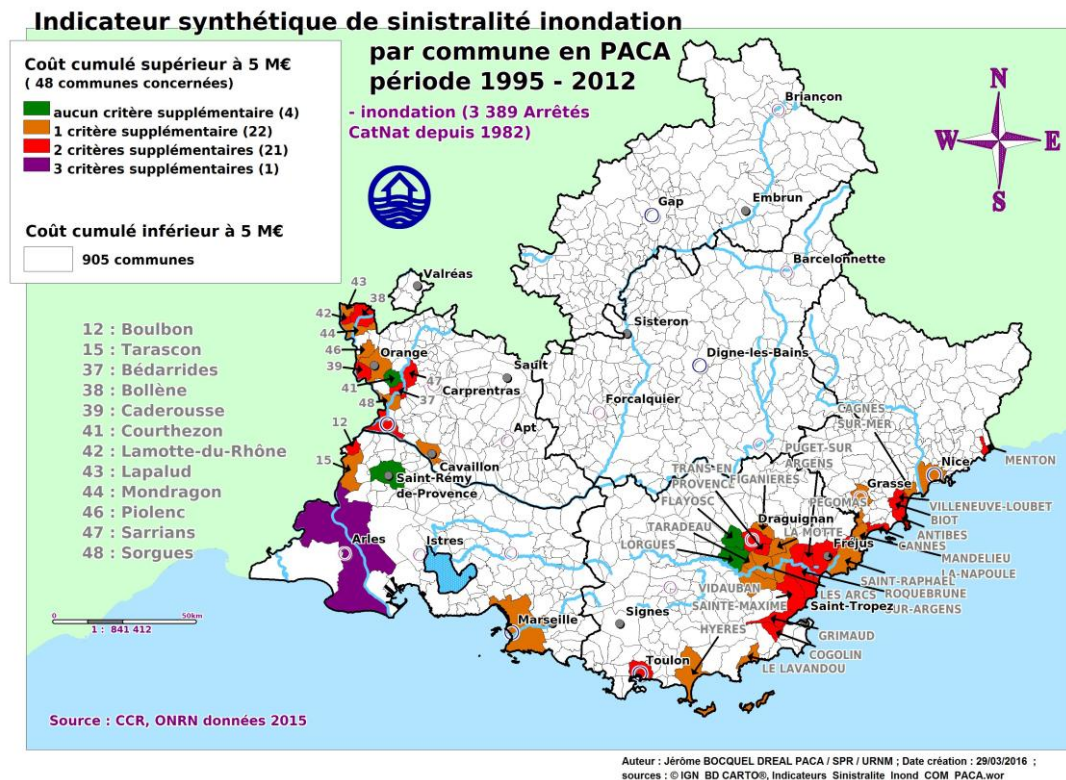 Indicateur synthétique de sinistralité inondation
par commune en PACA
période 1995 - 2012
- inondation (3 389 Arrêtés
CatNat depuis 1982)
Coût cumulé supérieur à 5 M€
( 48 communes concernées)
aucun critère supplémentaire (4)
1 critère supplémentaire (22)
2 critères supplémentaires (21)
3 critères supplémentaires (1)
Coût cumulé inférieur à 5 M€
905 communes
N
W
E
S
Briançon
Gap
Embrun
Barcelonnette
Valréas
43
38
42
44
46
39
41
48
47
37
12
15
Orange
Carpentras
Sault
Sisteron
Digne-les-Bains
Forcalquier
Apt
Cavaillon
Saint-Rémy
de-Provence
Arles
Istres
Marseille
Signes
Toulon
Draguignan
Fréjus
Saint-Tropez
Grasse
Nice
12 : Boulbon
15 : Tarascon
37 : Bédarrides
38 : Bollène
39 : Caderousse
41 : Courthezon
42 : Lamotte-du-Rhône
43 : Lapalud
44 : Mondragon
46 : Piolenc
47 : Sarrians
48 : Sorgues
CAGNES
SUR-MER
PUGET-SUR
ARGENS
TRANS-EN
PROVENCE
FIGANIERES
FLAYOSC
PEGOMAS
TARADEAU
LA-MOTTE
LORGUES
VIDAUBAN
LES ARCS
SAINTE-MAXIME
HYERES
MENTON
VILLENEUVE-LOUBET
BIOT
ANTIBES
CANNES
MANDELIEU
LA-NAPOULE
SAINT-RAPHAEL
ROQUEBRUNE
SUR-ARGENS
GRIMAUD
COGOLIN
LE LAVANDOU
0
50km
1 : 841 412
Source : CCR, ONRN données 2015
Auteur : Jérôme BOCQUEL DREAL PACA / SPR / URNM ; Date création : 29/03/2016 ;
sources : © IGN BD CARTO®, Indicateurs Sinistralite Inond COM PACA.wor